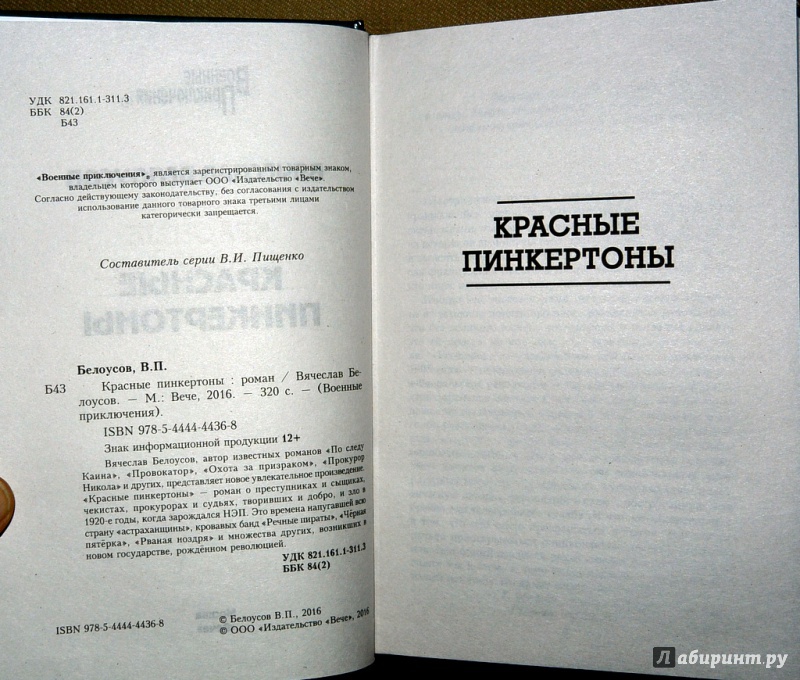 УДК 821.161.1-311.3
ББК 84(2)
Б43
«Военные приключения»® является зарегистрированным товарным знаком,
владельцем которого выступает ООО «Издательство «Вече».
Согласно действующему законодательству, без согласования с издательством
использование данного товарного знака третьими лицами
категорически запрещается.
Составитель серии В.И. Пищенко
Белоусов, В.П.
Б43 Красные пинкертоны : роман / Вячеслав Бе-
лоусов. — М.: Вече, 2016. — 320 с. — (Военные
приключения).
ISBN 978-5-4444-4436-8
Знак информационной продукции 12+
Вячеслав Белоусов, автор известных романов «По следу
Каина», «Провокатор», «Охота за призраком», «Прокурор
Никола» и других, представляет новое увлекательное произведение.
«Красные пинкертоны» — роман о преступниках и сыщиках,
чекистах, прокурорах и судьях, творивших и добро, и зло в
1920-е годы, когда зарождался НЭП. Это времена напугавшей всю
страну «астраханщины», кровавых банд «Речные пираты», «Чёрная
пятёрка», «Рваная ноздря» и множества других, возникших в
новом государстве, рождённом революцией.
УДК 821.161.1-311.3
ББК 84(2)
ISBN 978-5-4444-4436-8
© Белоусов В.П., 2016
© ООО «Издательство «Вече», 2016
КРАСНЫЕ
ПИНКЕРТОНЫ
Лабиринт.ру